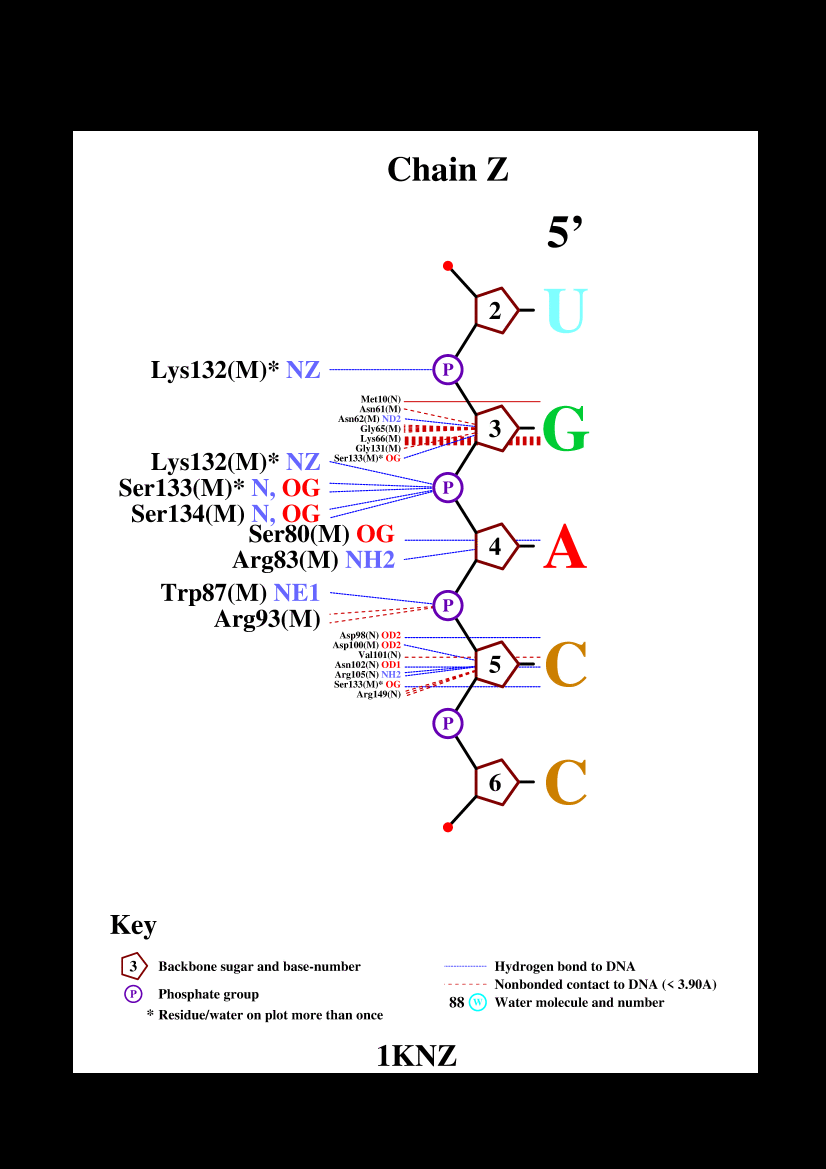 Chain Z
5’
2 U
Lys132(M)* NZ P
Met10(N)
Asn61(M)
Asn62(M) ND2
Gly65(M) 3 G
Lys66(M)
Gly131(M)
Ser133(M)* OG
Lys132(M)* NZ
Ser133(M)* N, OG P
Ser134(M) N, OG
Ser80(M) OG
4 A
Arg83(M) NH2
Trp87(M) NE1
P
Arg93(M)
Asp98(N) OD2
Asp100(M) OD2
Val101(N)
Asn102(N) OD1 5 C
Arg105(N) NH2
Ser133(M)* OG
Arg149(N)
P
6 C
Key
3 Backbone sugar and base-number
P Phosphate group
* Residue/water on plot more than once
Hydrogen bond to DNA
Nonbonded contact to DNA (< 3.90A)
88 W Water molecule and number
1KNZ